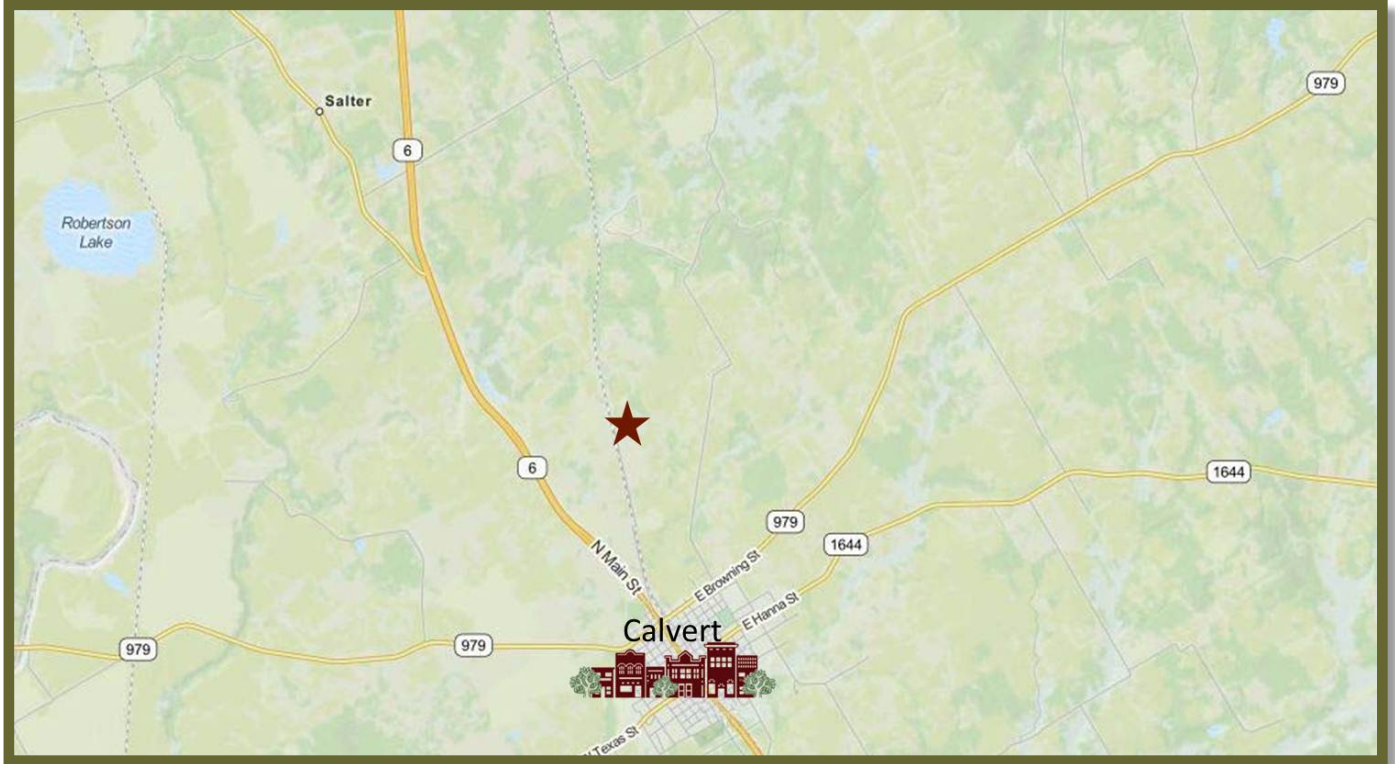 979
Salter
6
Robertson
Lake
6
1644
979
1644
N Main St
E Browning St
E Hanna St
Calvert
979
979
Texas St